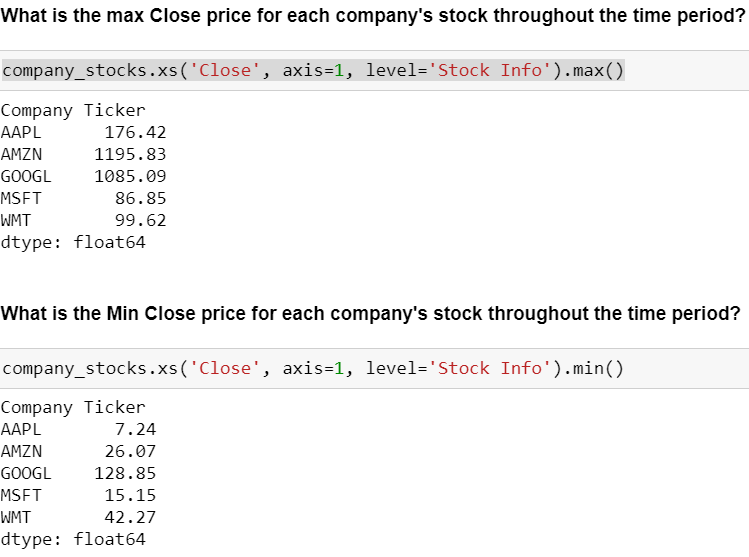 What is the max Close price for each company's stock throughout the time period?
company_stocks.xs('Close', axis=1, level='Stock Info').max()
Company Ticker
AAPL      176.42
AMZN     1195.83
GOOGL    1085.09
MSFT       86.85
WMT        99.62
dtype: float64
What is the Min Close price for each company's stock throughout the time period?
company_stocks.xs('Close', axis=1, level='Stock Info').min()
Company Ticker
AAPL       7.24
AMZN      26.07
GOOGL    128.85
MSFT      15.15
WMT       42.27
dtype: float64